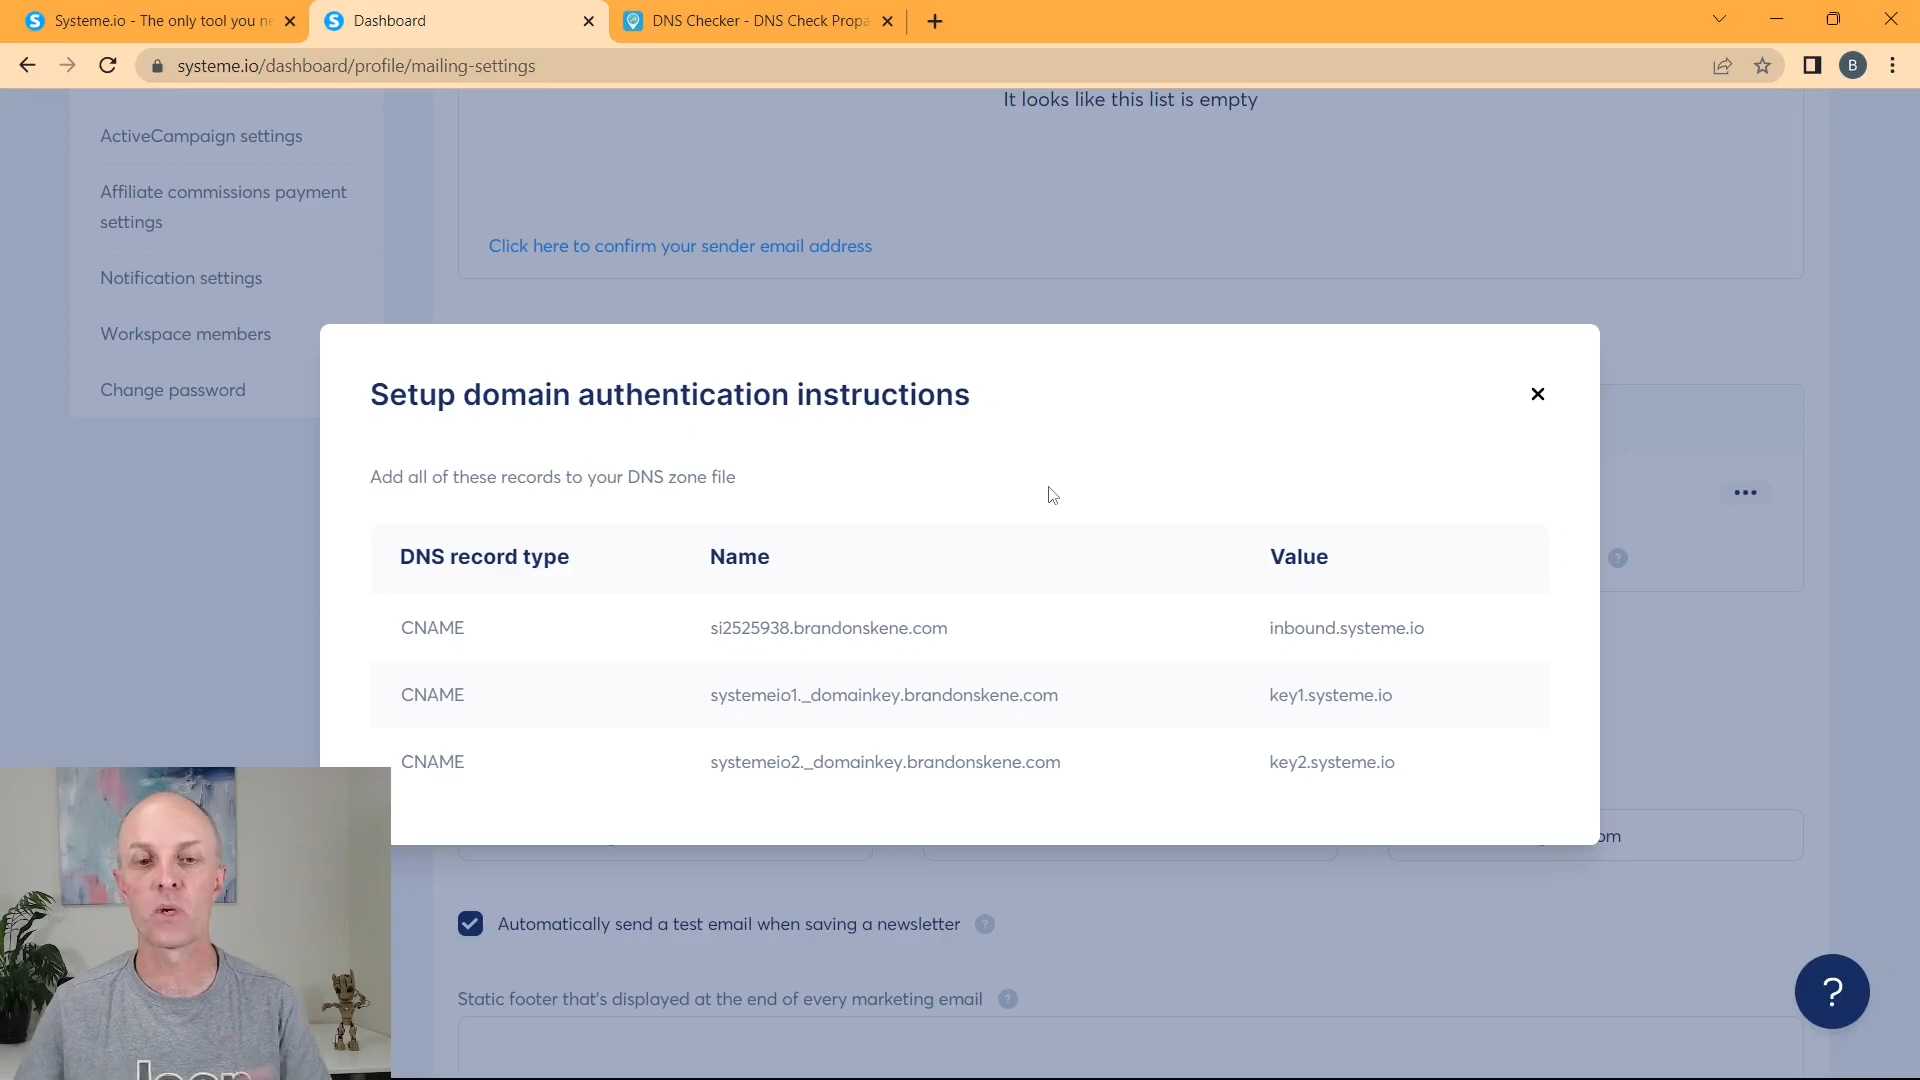 Systeme.io - The only tool you ne
Dashboard
DNS Checker - DNS Check Propa
systeme.io/dashboard/profile/mailing-settings
B
It looks like this list is empty
ActiveCampaign settings
Affiliate commissions payment
settings
Click here to confirm your sender email address
Notification settings
Workspace members
Change password
Setup domain authentication instructions
Add all of these records to your DNS zone file
DNS record type Name Value
CNAME si2525938.brandonskene.com inbound.systeme.io
CNAME systemeio1._domainkey.brandonskene.com key1.systeme.io
CNAME systemeio2._domainkey.brandonskene.com key2.systeme.io
Automatically send a test email when saving a newsletter ?
Static footer that's displayed at the end of every marketing email ?
?